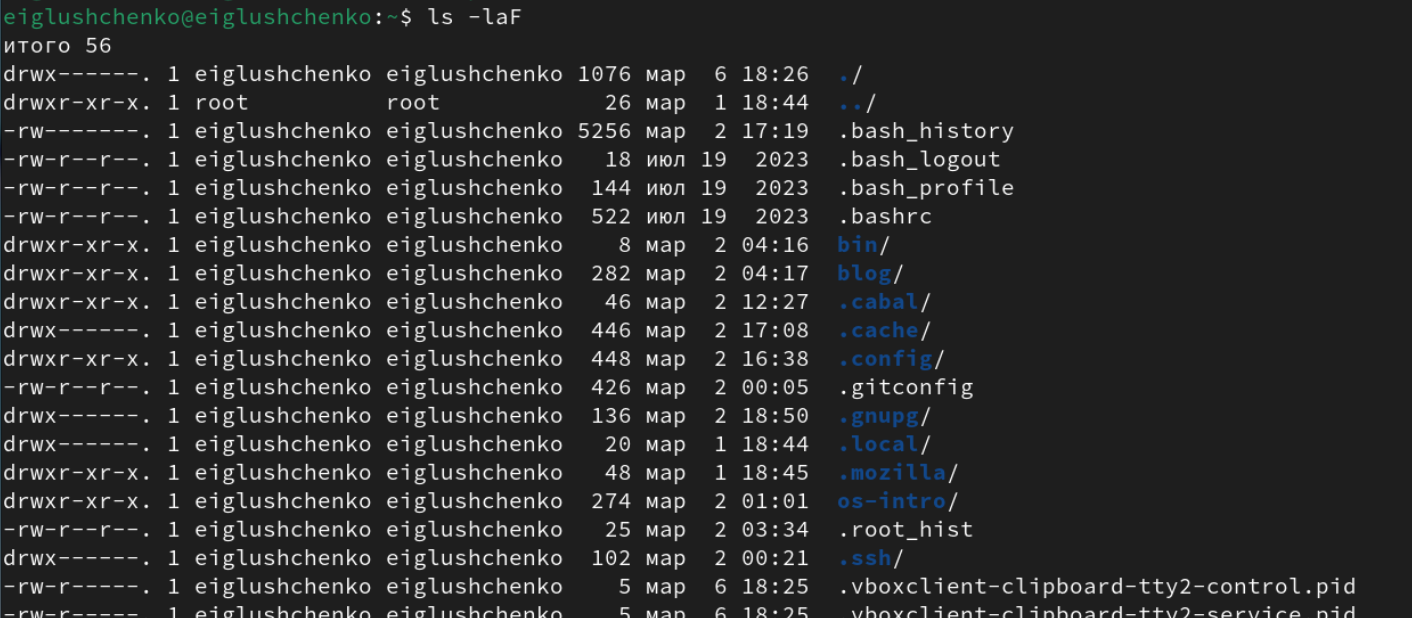 eiglushchenko@eiglushchenko:~$ ls -laF
итого 56
drwx------. 1 eiglushchenko eiglushchenko 1076 мар  6 18:26  ./
drwxr-xr-x. 1 root          root            26 мар  1 18:44  ../
-rw-------. 1 eiglushchenko eiglushchenko 5256 мар  2 17:19  .bash_history
-rw-r--r--. 1 eiglushchenko eiglushchenko   18 июл 19  2023  .bash_logout
-rw-r--r--. 1 eiglushchenko eiglushchenko  144 июл 19  2023  .bash_profile
-rw-r--r--. 1 eiglushchenko eiglushchenko  522 июл 19  2023  .bashrc
drwxr-xr-x. 1 eiglushchenko eiglushchenko    8 мар  2 04:16  bin/
drwxr-xr-x. 1 eiglushchenko eiglushchenko  282 мар  2 04:17  blog/
drwxr-xr-x. 1 eiglushchenko eiglushchenko   46 мар  2 12:27  .cabal/
drwx------. 1 eiglushchenko eiglushchenko  446 мар  2 17:08  .cache/
drwxr-xr-x. 1 eiglushchenko eiglushchenko  448 мар  2 16:38  .config/
-rw-r--r--. 1 eiglushchenko eiglushchenko  426 мар  2 00:05  .gitconfig
drwx------. 1 eiglushchenko eiglushchenko  136 мар  2 18:50  .gnupg/
drwx------. 1 eiglushchenko eiglushchenko   20 мар  1 18:44  .local/
drwxr-xr-x. 1 eiglushchenko eiglushchenko   48 мар  1 18:45  .mozilla/
drwxr-xr-x. 1 eiglushchenko eiglushchenko  274 мар  2 01:01  os-intro/
-rw-r--r--. 1 eiglushchenko eiglushchenko   25 мар  2 03:34  .root_hist
drwx------. 1 eiglushchenko eiglushchenko  102 мар  2 00:21  .ssh/
-rw-r-----. 1 eiglushchenko eiglushchenko    5 мар  6 18:25  .vboxclient-clipboard-tty2-control.pid
-rw-r-----. 1 eiglushchenko eiglushchenko    5 мар  6 18:25  .vboxclient-clipboard-tty2-service.pid